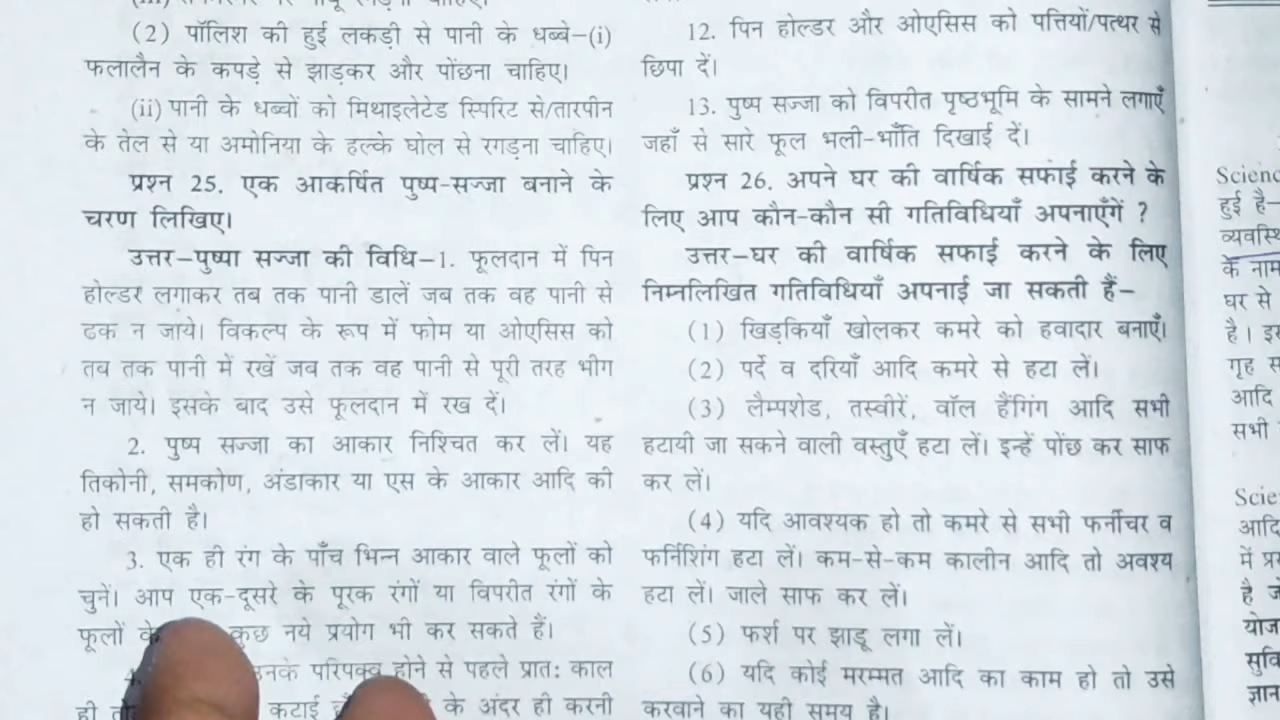 (2) पॉलिश की हुई लकड़ी से पानी के धब्बे–(i)
फलालैन के कपड़े से झाड़कर और पोंछना चाहिए।
(ii) पानी के धब्बों को मिथाइलेटेड स्पिरिट से/तारपीन
के तेल से या अमोनिया के हल्के घोल से रगड़ना चाहिए।
प्रश्न 25. एक आकर्षित पुष्प-सज्जा बनाने के
चरण लिखिए।
उत्तर–पुष्पा सज्जा की विधि–1. फूलदान में पिन
होल्डर लगाकर तब तक पानी डालें जब तक वह पानी से
ढक न जाये। विकल्प के रूप में फोम या ओएसिस को
तब तक पानी में रखें जब तक वह पानी से पूरी तरह भीग
न जाये। इसके बाद उसे फूलदान में रख दें।
2. पुष्प सज्जा का आकार निश्चित कर लें। यह
तिकोनी, समकोण, अंडाकार या एस के आकार आदि की
हो सकती है।
3. एक ही रंग के पाँच भिन्न आकार वाले फूलों को
चुनें। आप एक-दूसरे के पूरक रंगों या विपरीत रंगों के
फूलों के कुछ नये प्रयोग भी कर सकते हैं।
4. उनके परिपक्व होने से पहले प्रात: काल
ही कटाई के अंदर ही करनी
12. पिन होल्डर और ओएसिस को पत्तियों/पत्थर से
छिपा दें।
13. पुष्प सज्जा को विपरीत पृष्ठभूमि के सामने लगाएँ
जहाँ से सारे फूल भली-भाँति दिखाई दें।
प्रश्न 26. अपने घर की वार्षिक सफाई करने के
लिए आप कौन-कौन सी गतिविधियाँ अपनाएँगें ?
उत्तर–घर की वार्षिक सफाई करने के लिए
निम्नलिखित गतिविधियाँ अपनाई जा सकती हैं–
(1) खिड़कियाँ खोलकर कमरे को हवादार बनाएँ।
(2) पर्दे व दरियाँ आदि कमरे से हटा लें।
(3) लैम्पशेड, तस्वीरें, वॉल हैंगिंग आदि सभी
हटायी जा सकने वाली वस्तुएँ हटा लें। इन्हें पोंछ कर साफ
कर लें।
(4) यदि आवश्यक हो तो कमरे से सभी फर्नीचर व
फर्निशिंग हटा लें। कम-से-कम कालीन आदि तो अवश्य
हटा लें। जाले साफ कर लें।
(5) फर्श पर झाडू लगा लें।
(6) यदि कोई मरम्मत आदि का काम हो तो उसे
करवाने का यही समय है।
हुई है–
के नाम
घर से
है। 
गृह
आदि
सभी
आदि
में
है